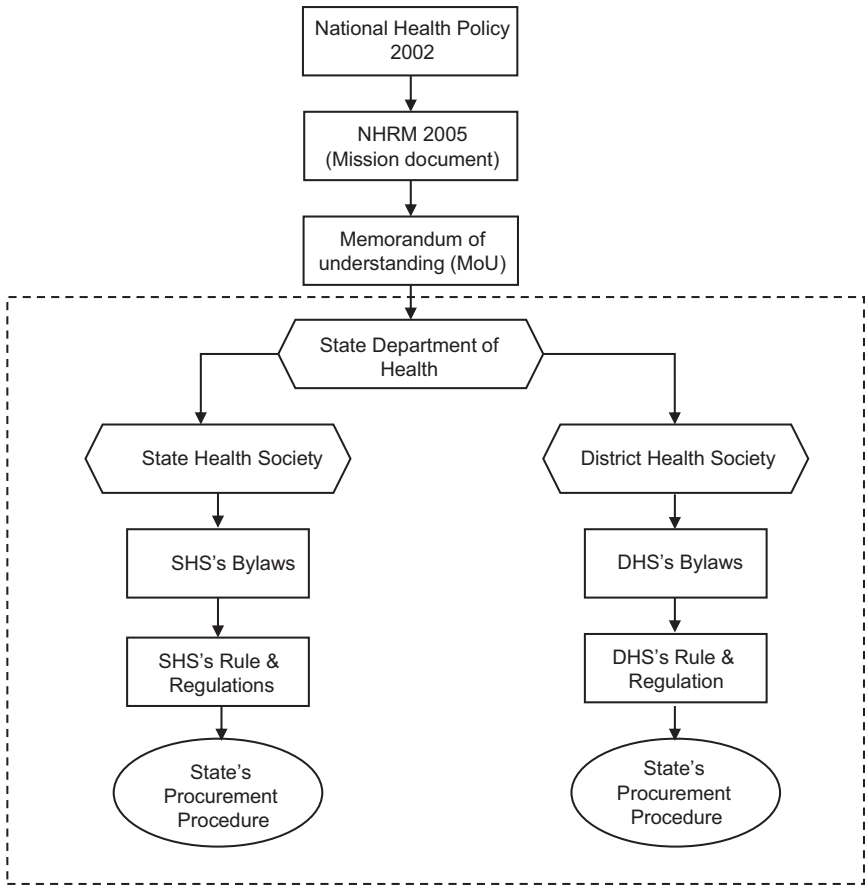 National Health Policy
2002
NHRM 2005
(Mission document)
Memorandum of
understanding (MoU)
State Department of
Health
State Health Society
District Health Society
SHS's Bylaws
DHS's Bylaws
SHS's Rule &
Regulations
DHS's Rule &
Regulation
State's
Procurement
Procedure
State's
Procurement
Procedure